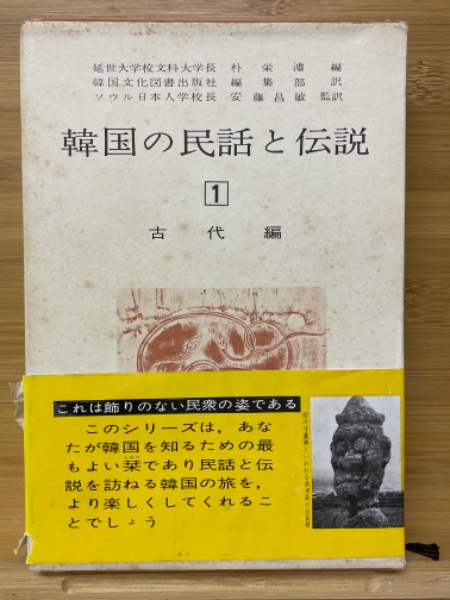 延世大学校文科大学長 朴栄濬編
韓国文化図書出版社 編集部訳
ソウル日本人学校長 安藤昌敏監訳
韓国の民話と伝説
1
古代編
これは飾りのない民衆の姿である
このシリーズは，あな
たが韓国を知るための最
もよい栞であり民話と伝
説を訪ねる韓国の旅を，
より楽しくしてくれるこ
とでしょう